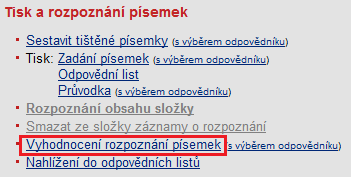 Tisk a rozpoznání písemek
Sestavit tištěné písemky (s výběrem odpovědníku)
Tisk: Zadání písemek (s výběrem odpovědníku)
Odpovědní list
Průvodka (s výběrem odpovědníku)
Rozpoznání obsahu složky
Smazat ze složky záznamy o rozpoznání
Vyhodnocení rozpoznání písemek (s výběrem odpovědníku)
Nahlížení do odpovědních listů